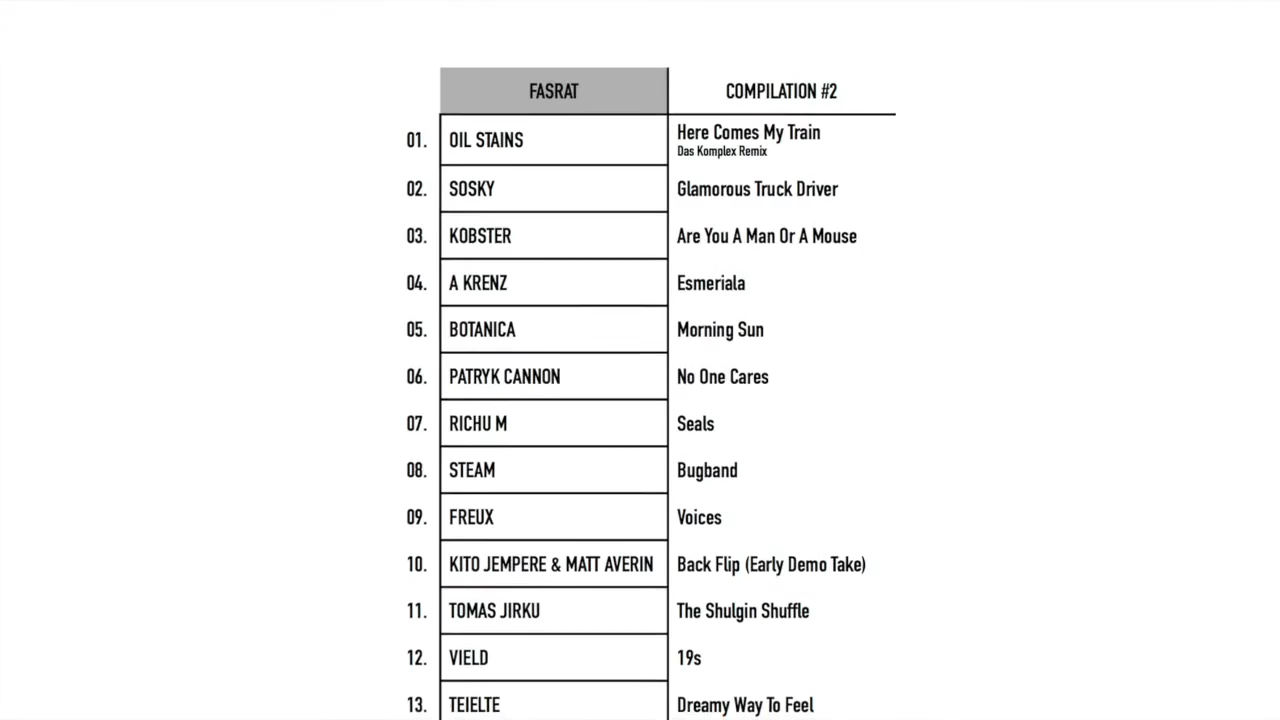 FASRAT COMPILATION #2
01. OIL STAINS Here Comes My Train
Das Komplex Remix
02. SOSKY Glamorous Truck Driver
03. KOBSTER Are You A Man Or A Mouse
04. A KRENZ Esmeriala
05. BOTANICA Morning Sun
06. PATRYK CANNON No One Cares
07. RICHU M Seals
08. STEAM Bugband
09. FREUX Voices
10. KITO JEMPERE & MATT AVERIN Back Flip (Early Demo Take)
11. TOMAS JIRKU The Shulgin Shuffle
12. VIELD 19s
13. TEIELTE Dreamy Way To Feel